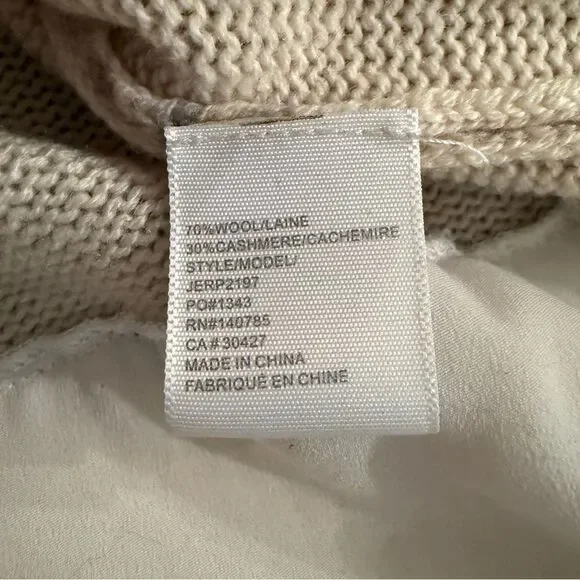 70%WOOL/LAINE
30%CASHMERE/CACHEMIRE
STYLE/MODEL/
JERP2197
PO#1343
RN#140785
CA # 30427
MADE IN CHINA
FABRIQUÉ EN CHINE